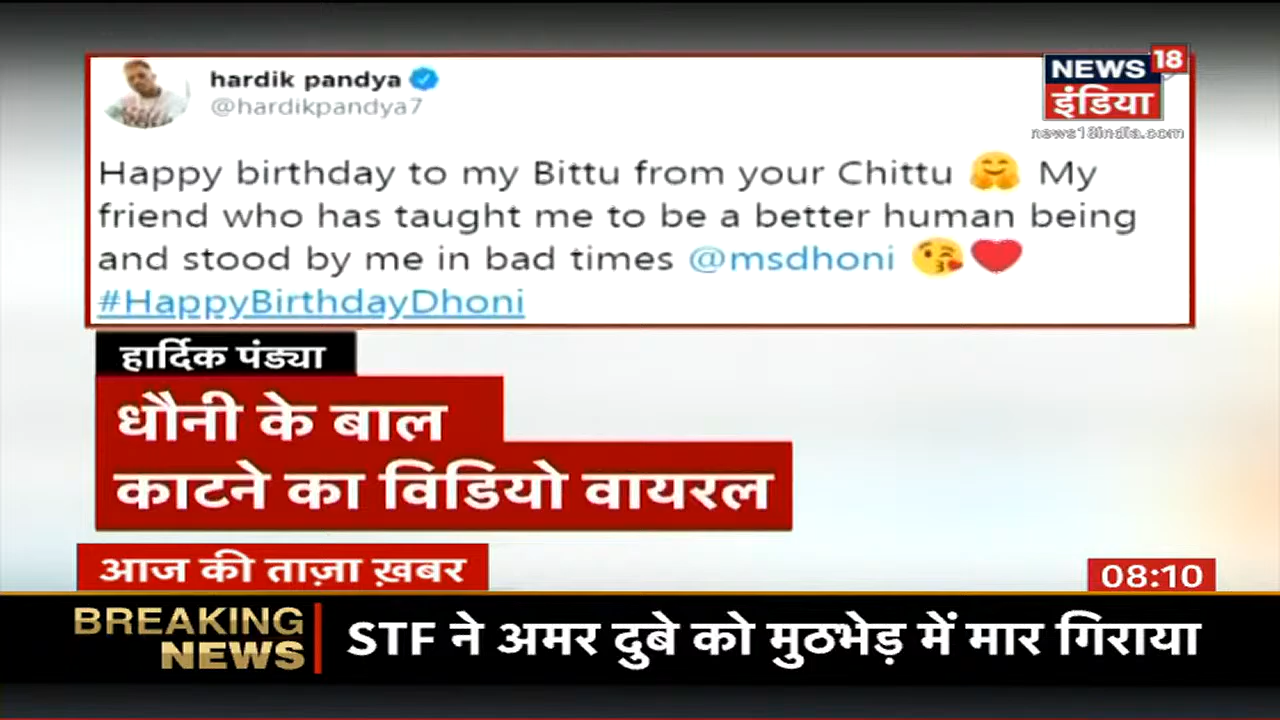 hardik pandya
@hardikpandya7
NEWS 18
इंडिया
news18india.com
Happy birthday to my Bittu from your Chittu 🤗 My
friend who has taught me to be a better human being
and stood by me in bad times @msdhoni 😘❤️
#HappyBirthdayDhoni
हार्दिक पंड्या
धौनी के बाल
काटने का विडियो वायरल
आज की ताज़ा ख़बर
08:10
BREAKING
NEWS
STF ने अमर दुबे को मुठभेड़ में मार गिराया